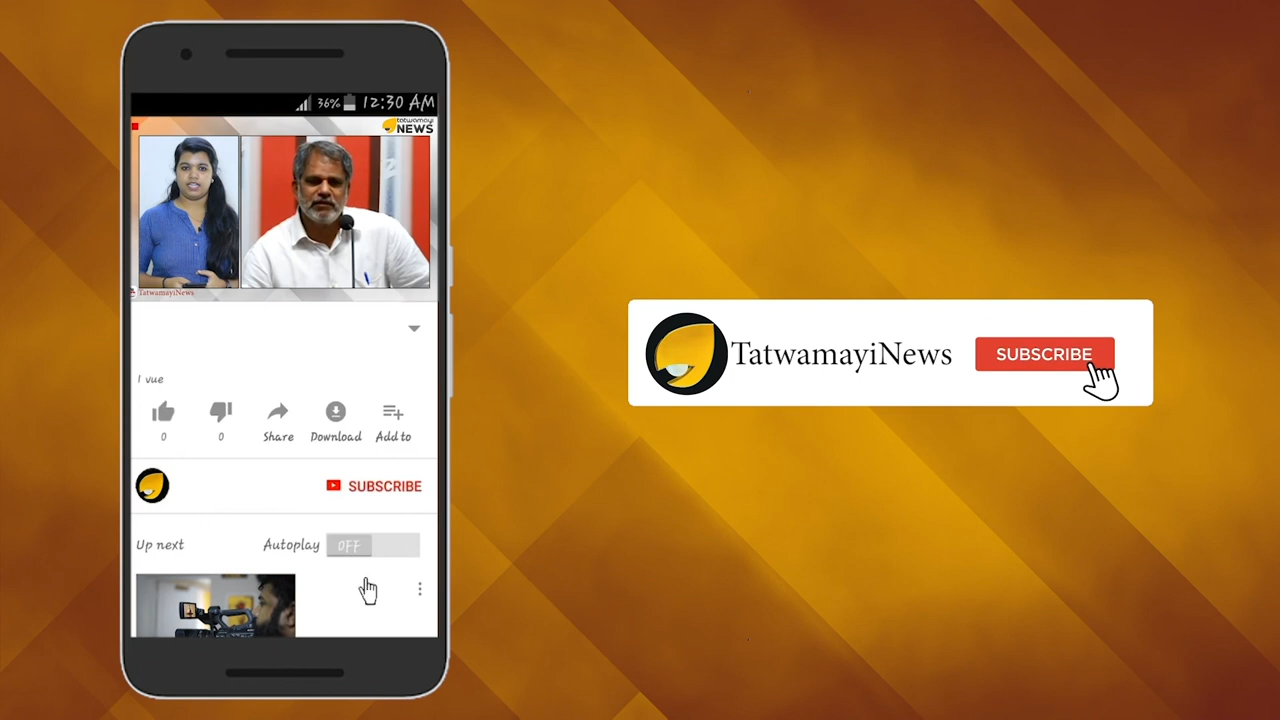 36%
12:30 AM
tatwamayi
NEWS
TatwamayiNews
1 vue
0
0
Share
Download
Add to
SUBSCRIBE
Up next
Autoplay
OFF
TatwamayiNews
SUBSCRIBE